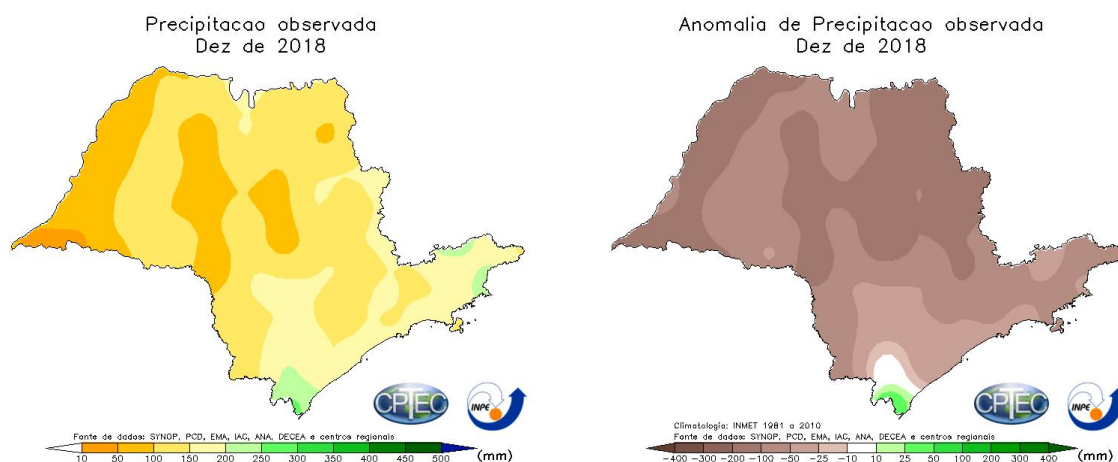 Precipitacao observada
Dez de 2018
CPTEC
INPE
Fonte de dados: SYNOP, PCD, EMA, IAC, ANA, DECEA e centros regionais
10 50 100 150 200 250 300 400 450 500 (mm)
Anomalia de Precipitacao observada
Dez de 2018
CPTEC
INPE
Climatologia: INMET 1981 a 2010
Fonte de dados: SYNOP, PCD, EMA, IAC, ANA, DECEA e centros regionais
-400 -300 -200 -100 -50 -25 -10 10 25 50 100 200 300 400 (mm)